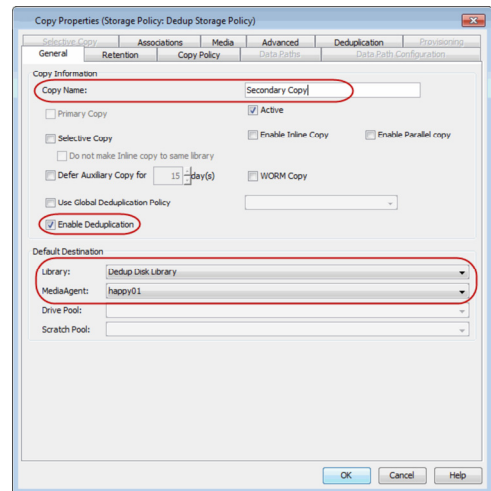 Copy Properties (Storage Policy: Dedup Storage Policy)
Selective Copy Associations Media Advanced Deduplication Provisioning
General Retention Copy Policy Data Paths Data Path Configuration
Copy Information
Copy Name: Secondary Copy
Primary Copy Active
Selective Copy Enable Inline Copy Enable Parallel copy
Do not make Inline copy to same library
Defer Auxiliary Copy for 15 day(s) WORM Copy
Use Global Deduplication Policy
Enable Deduplication
Default Destination
Library: Dedup Disk Library
MediaAgent: happy01
Drive Pool:
Scratch Pool:
OK Cancel Help